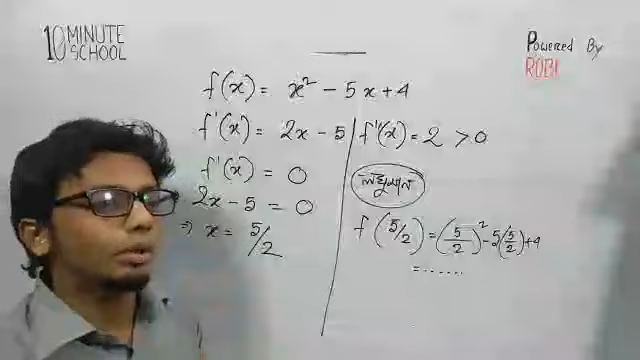 10 MINUTE SCHOOL
Powered By
ROBI
f(x) = x² - 5x + 4
f'(x) = 2x - 5
f'(x) = 0
2x - 5 = 0
⇒ x = 5/2
f''(x) = 2 > 0
লঘুমান
f(5/2) = (5/2)² - 5(5/2) + 4
= ......